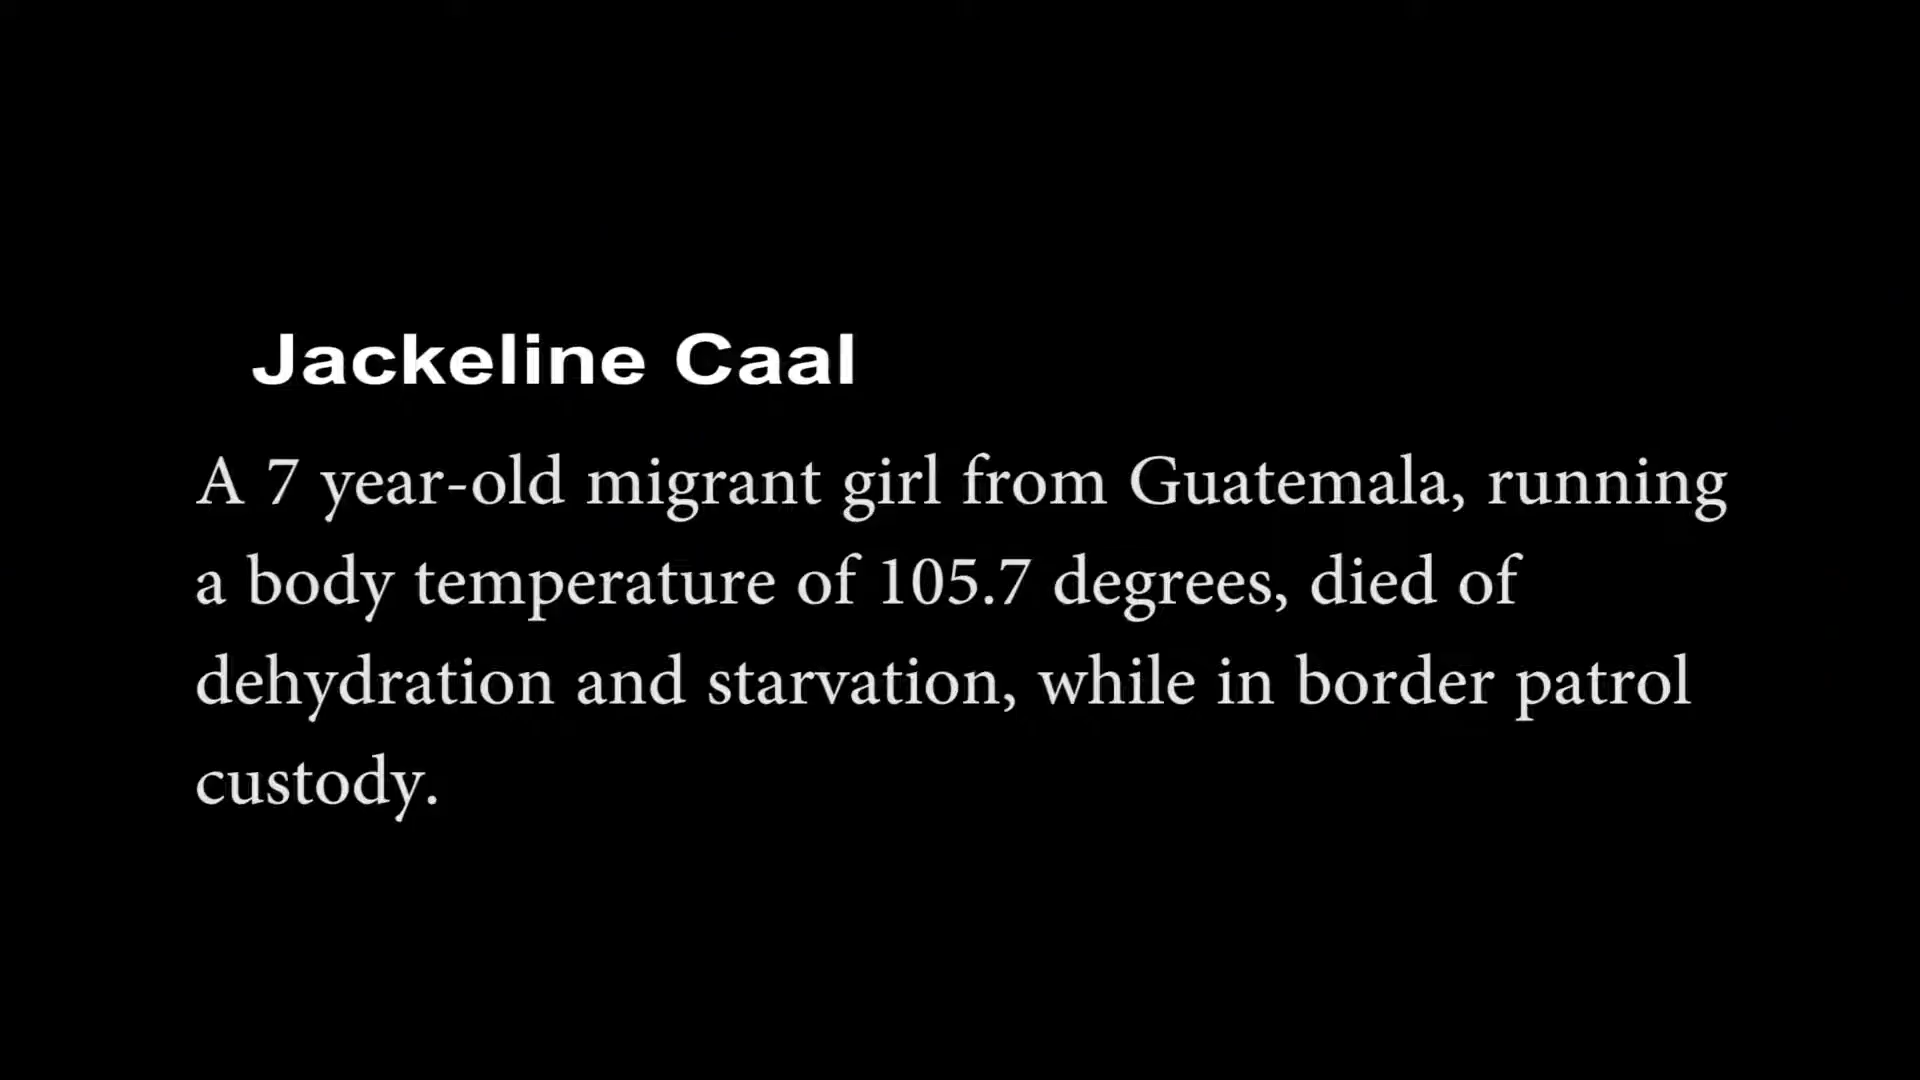 Jackeline Caal
A 7 year-old migrant girl from Guatemala, running
a body temperature of 105.7 degrees, died of
dehydration and starvation, while in border patrol
custody.